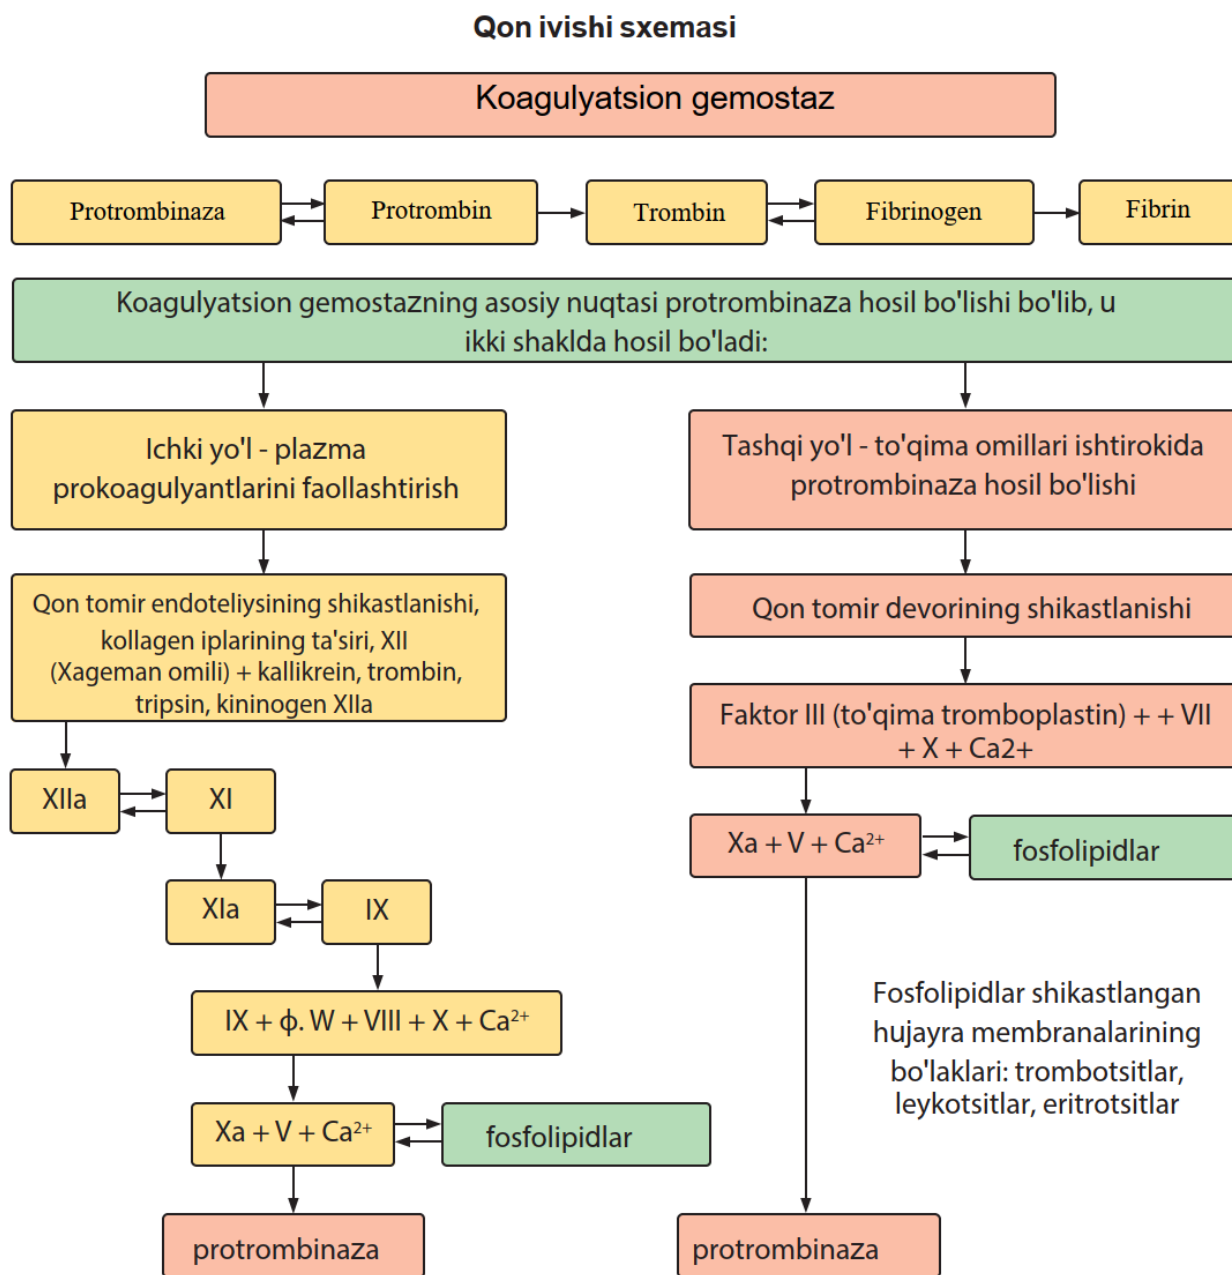 Qon ivishi sxemasi
Koagulyatsion gemostaz
Protrombinaza
Protrombin
Trombin
Fibrinogen
Fibrin
Koagulyatsion gemostazning asosiy nuqtasi protrombinaza hosil bo'lishi bo'lib, u
ikki shaklda hosil bo'ladi:
Ichki yo'l - plazma
prokoagulyantlarini faollashtirish
Qon tomir endoteliysining shikastlanishi,
kollagen iplarining ta'siri, XII
(Xageman omili) + kallikrein, trombin,
tripsin, kininogen XIIa
XIIa
XI
XIa
IX
IX + ф. W + VIII + X + Ca²⁺
Xa + V + Ca²⁺
fosfolipidlar
protrombinaza
Tashqi yo'l - to'qima omillari ishtirokida
protrombinaza hosil bo'lishi
Qon tomir devorining shikastlanishi
Faktor III (to'qima tromboplastin) + + VII
+ X + Ca2+
Xa + V + Ca²⁺
fosfolipidlar
Fosfolipidlar shikastlangan
hujayra membranalarining
bo'laklari: trombotsitlar,
leykotsitlar, eritrotsitlar
protrombinaza